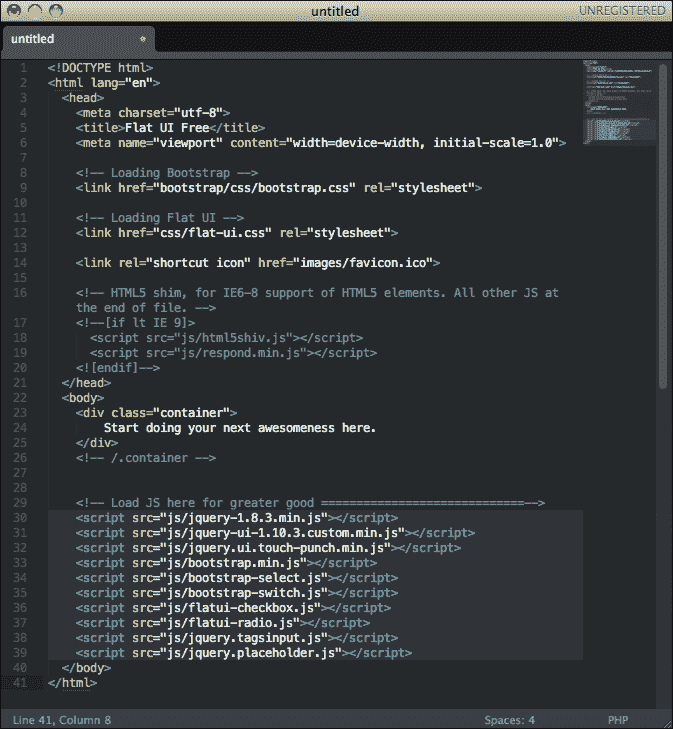 untitled
UNREGISTERED
untitled
1 <!DOCTYPE html>
2 <html lang="en">
3 <head>
4 <meta charset="utf-8">
5 <title>Flat UI Free</title>
6 <meta name="viewport" content="width=device-width, initial-scale=1.0">
7
8 <!-- Loading Bootstrap -->
9 <link href="bootstrap/css/bootstrap.css" rel="stylesheet">
10
11 <!-- Loading Flat UI -->
12 <link href="css/flat-ui.css" rel="stylesheet">
13
14 <link rel="shortcut icon" href="images/favicon.ico">
15
16 <!-- HTML5 shim, for IE6-8 support of HTML5 elements. All other JS at
the end of file. -->
17 <!--[if lt IE 9]>
18 <script src="js/html5shiv.js"></script>
19 <script src="js/respond.min.js"></script>
20 <![endif]-->
21 </head>
22 <body>
23 <div class="container">
24 Start doing your next awesomeness here.
25 </div>
26 <!-- /.container -->
27
28
29 <!-- Load JS here for greater good =============================-->
30 <script src="js/jquery-1.8.3.min.js"></script>
31 <script src="js/jquery-ui-1.10.3.custom.min.js"></script>
32 <script src="js/jquery.ui.touch-punch.min.js"></script>
33 <script src="js/bootstrap.min.js"></script>
34 <script src="js/bootstrap-select.js"></script>
35 <script src="js/bootstrap-switch.js"></script>
36 <script src="js/flatui-checkbox.js"></script>
37 <script src="js/flatui-radio.js"></script>
38 <script src="js/jquery.tagsinput.js"></script>
39 <script src="js/jquery.placeholder.js"></script>
40 </body>
41 </html>
Line 41, Column 8
Spaces: 4
PHP